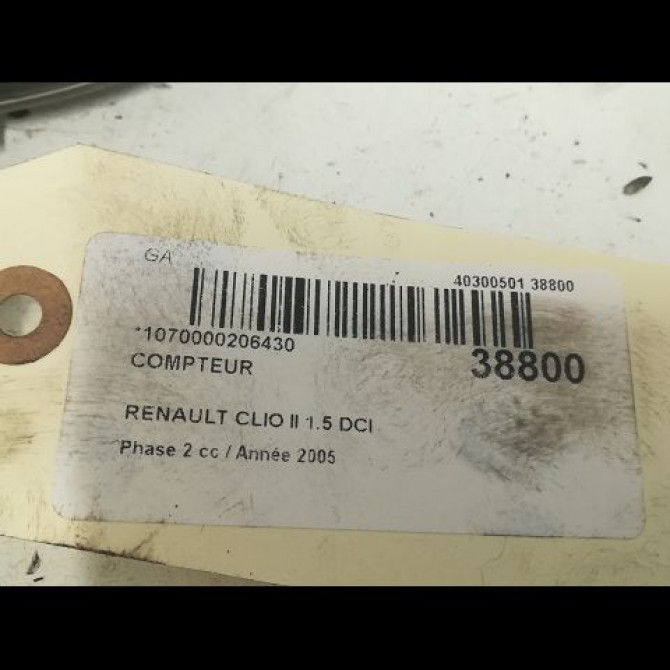 GA
40300501 38800
*1070000206430
38800
COMPTEUR
RENAULT CLIO II 1.5 DCI
Phase 2 cc / Année 2005